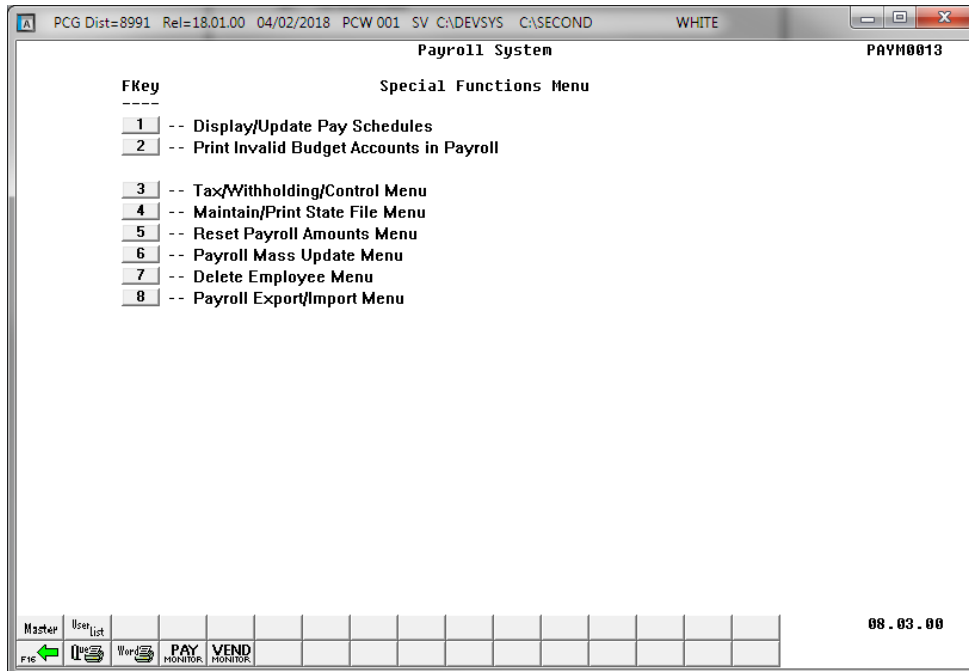 A PCG Dist=8991 Rel=18.01.00 04/02/2018 PCW 001 SV C:\DEVSYS C:\SECOND WHITE
Payroll System PAYM0013
FKey Special Functions Menu
----
1 -- Display/Update Pay Schedules
2 -- Print Invalid Budget Accounts in Payroll
3 -- Tax/Withholding/Control Menu
4 -- Maintain/Print State File Menu
5 -- Reset Payroll Amounts Menu
6 -- Payroll Mass Update Menu
7 -- Delete Employee Menu
8 -- Payroll Export/Import Menu
Master User List 08.03.00
F16 Que Word PAY MONITOR VEND MONITOR